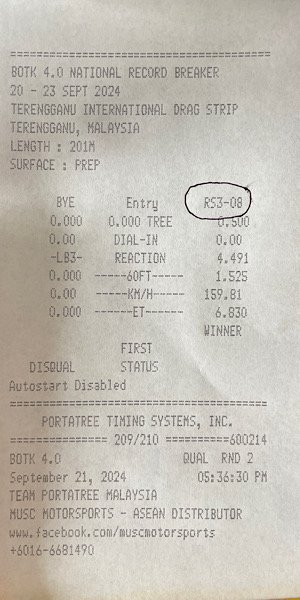 ========================================
BOTK 4.0 NATIONAL RECORD BREAKER
20 - 23 SEPT 2024
TERENGGANU INTERNATIONAL DRAG STRIP
TERENGGANU, MALAYSIA
LENGTH : 201M
SURFACE : PREP
BYE Entry RS3-08
0.000 0.000 TREE 0.500
0.00 DIAL-IN 0.00
-LB3- REACTION 4.491
0.000 -----60FT------ 1.525
0.00 -----KM/H------ 159.81
0.000 ------ET------- 6.830
WINNER
FIRST
DISQUAL STATUS
Autostart Disabled
========================================
PORTATREE TIMING SYSTEMS, INC.
=============== 209/210 ==========600214
BOTK 4.0 QUAL RND 2
September 21, 2024 05:36:30 PM
TEAM PORTATREE MALAYSIA
MUSC MOTORSPORTS - ASEAN DISTRIBUTOR
www.facebook.com/muscmotorsports
+6016-6681490